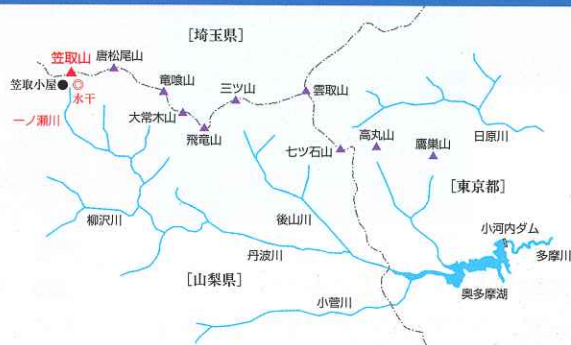 [埼玉県]
笠取山
唐松尾山
笠取小屋
水干
竜喰山
三ツ山
雲取山
一ノ瀬川
大常木山
飛竜山
七ツ石山
高丸山
鷹巣山
日原川
[東京都]
柳沢川
後山川
丹波川
小河内ダム
多摩川
[山梨県]
奥多摩湖
小菅川